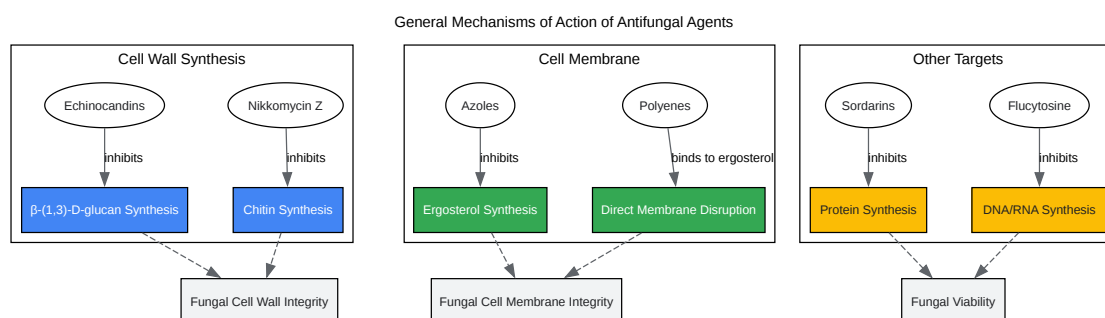 General Mechanisms of Action of Antifungal Agents
Cell Wall Synthesis
Cell Membrane
Other Targets
Echinocandins
Nikkomycin Z
Azoles
Polyenes
Sordarins
Flucytosine
inhibits
inhibits
inhibits
binds to ergosterol
inhibits
inhibits
β-(1,3)-D-glucan Synthesis
Chitin Synthesis
Ergosterol Synthesis
Direct Membrane Disruption
Protein Synthesis
DNA/RNA Synthesis
Fungal Cell Wall Integrity
Fungal Cell Membrane Integrity
Fungal Viability